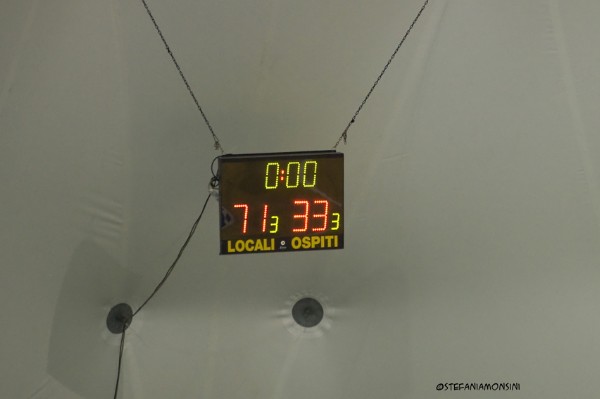 0:00
71 3 33 3
LOCALI OSPITI
©STEFANIAMONSINI